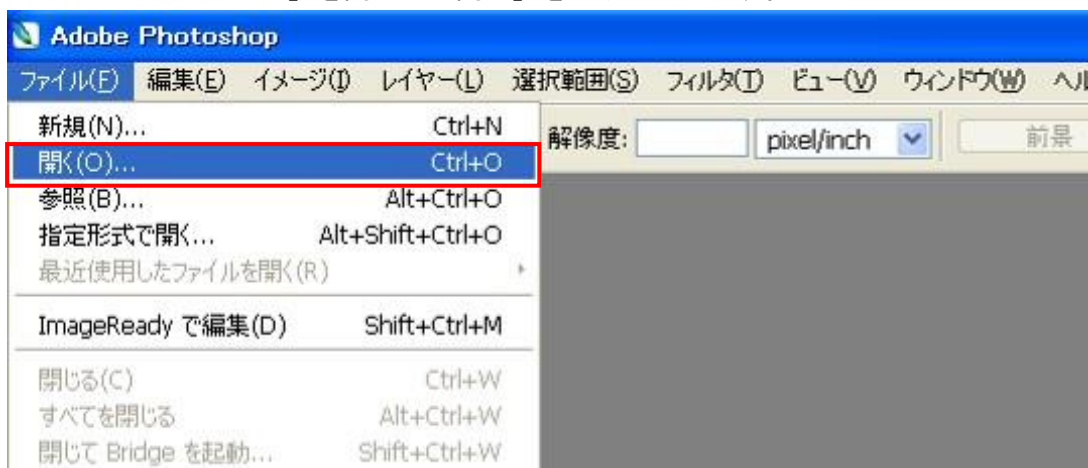 Adobe Photoshop
ファイル(F) 編集(E) イメージ(I) レイヤー(L) 選択範囲(S) フィルタ(T) ビュー(V) ウィンドウ(W)
新規(N)... Ctrl+N
解像度: pixel/inch 前景
開く(O)... Ctrl+O
参照(B)... Alt+Ctrl+O
指定形式で開く... Alt+Shift+Ctrl+O
最近使用したファイルを開く(R)
ImageReady で編集(D) Shift+Ctrl+M
閉じる(C) Ctrl+W
すべてを閉じる Alt+Ctrl+W
閉じて Bridge を起動... Shift+Ctrl+W